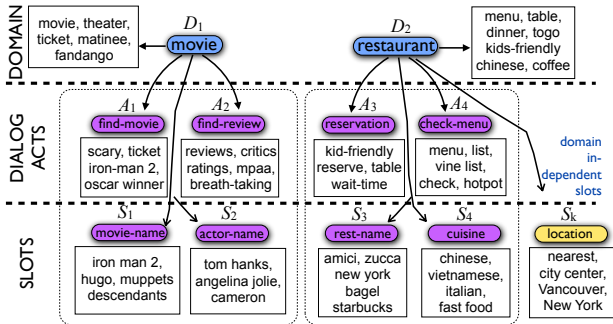 DOMAIN
movie, theater,
ticket, matinee,
fandango
D1
movie
D2
restaurant
menu, table,
dinner, togo
kids-friendly
chinese, coffee
DIALOG
ACTS
A1
find-movie
scary, ticket
iron-man 2,
oscar winner
A2
find-review
reviews, critics
ratings, mpaa,
breath-taking
A3
reservation
kid-friendly
reserve, table
wait-time
A4
check-menu
menu, list,
vine list,
check, hotpot
domain
in-
dependent
slots
SLOTS
S1
movie-name
iron man 2,
hugo, muppets
descendants
S2
actor-name
tom hanks,
angelina jolie,
cameron
S3
rest-name
amici, zucca
new york
bagel
starbucks
S4
cuisine
chinese,
vietnamese,
italian,
fast food
Sk
location
nearest,
city center,
Vancouver,
New York